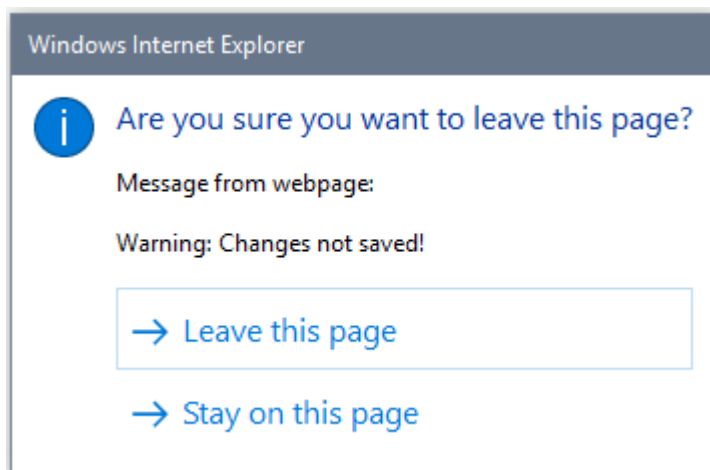 Windows Internet Explorer
Are you sure you want to leave this page?
Message from webpage:
Warning: Changes not saved!
→ Leave this page
→ Stay on this page